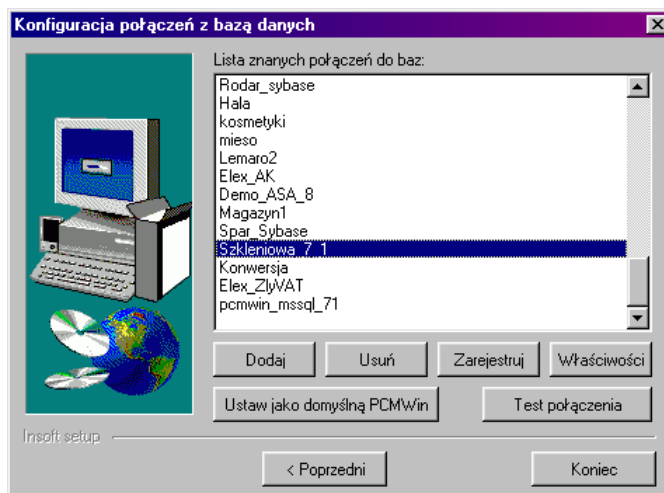 Konfiguracja połączeń z bazą danych
Lista znanych połączeń do baz:
Rodar_sybase
Hala
kosmetyki
mieso
Lemaro2
Elex_AK
Demo_ASA_8
Magazyn1
Spar_Sybase
Szkleniowa_7_1
Konwersja
Elex_ZlyVAT
pcmwin_mssql_71
Dodaj Usuń Zarejestruj Właściwości
Ustaw jako domyślną PCMWin Test połączenia
Insoft setup
< Poprzedni Koniec